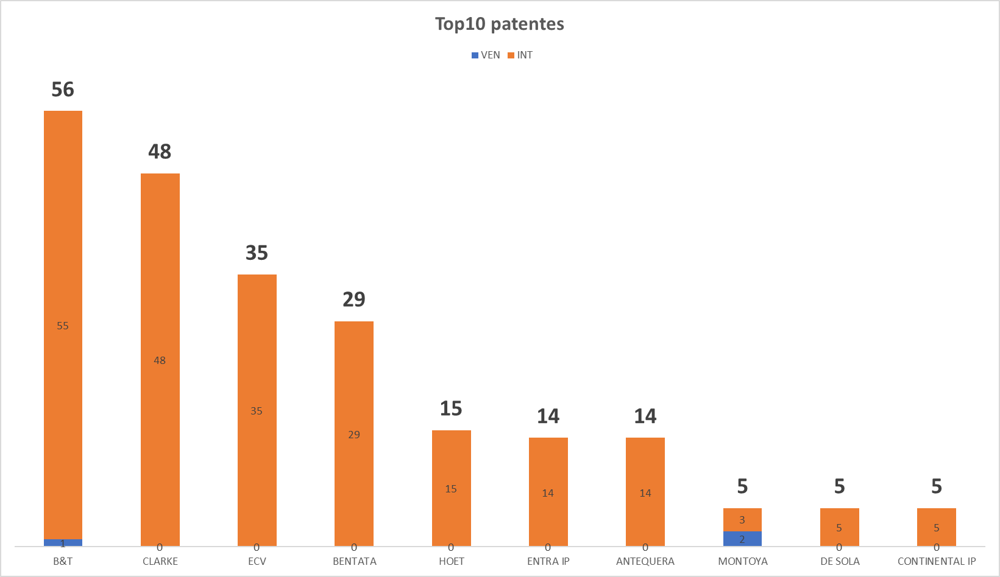 Top10 patentes
VEN INT
56
48
35
29
15
14
14
5
5
5
55
48
35
29
15
14
14
3
5
5
1
0
0
0
0
0
0
2
0
0
B&T
CLARKE
ECV
BENTATA
HOET
ENTRA IP
ANTEQUERA
MONTOYA
DE SOLA
CONTINENTAL IP